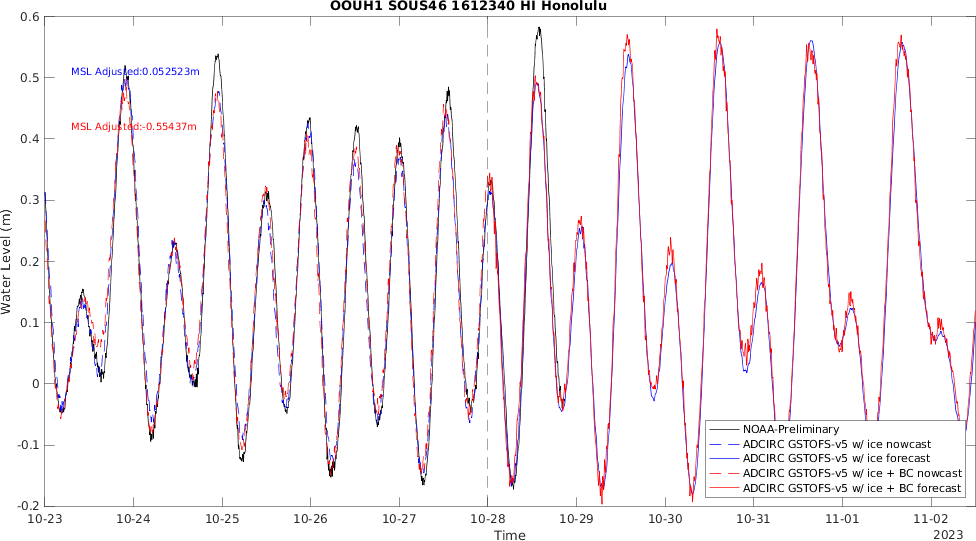 OOUH1 SOUS46 1612340 HI Honolulu
0.6
0.5
0.4
0.3
0.2
0.1
0
-0.1
-0.2
Water Level (m)
MSL Adjusted:0.052523m
MSL Adjusted:-0.55437m
NOAA-Preliminary
ADCIRC GSTOFS-v5 w/ ice nowcast
ADCIRC GSTOFS-v5 w/ ice forecast
ADCIRC GSTOFS-v5 w/ ice + BC nowcast
ADCIRC GSTOFS-v5 w/ ice + BC forecast
10-23 10-24 10-25 10-26 10-27 10-28 10-29 10-30 10-31 11-01 11-02
Time
2023